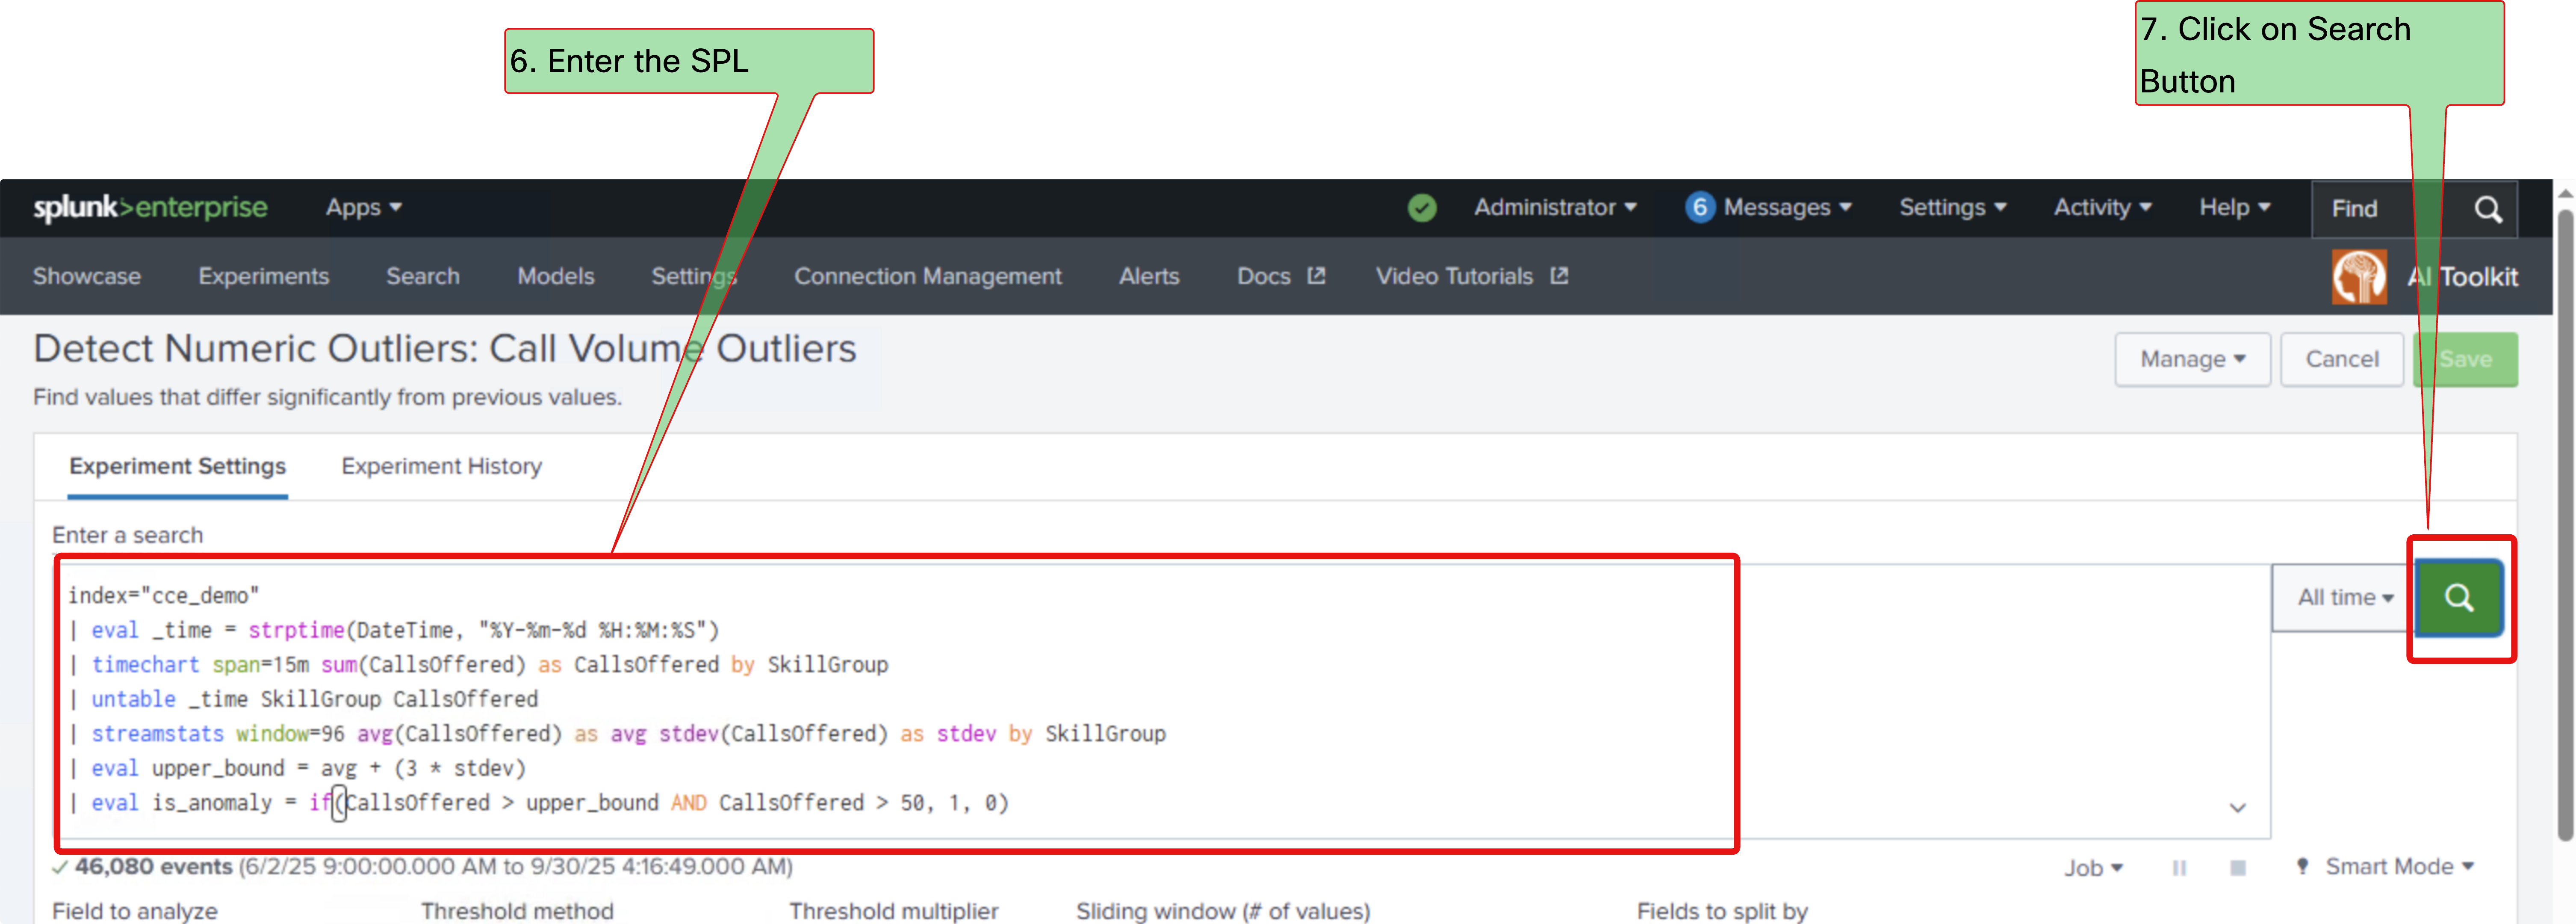 6. Enter the SPL
7. Click on Search
Button
splunk>enterprise Apps Administrator 6 Messages Settings Activity Help Find
Showcase Experiments Search Models Settings Connection Management Alerts Docs Video Tutorials AI Toolkit
Detect Numeric Outliers: Call Volume Outliers Manage Cancel Save
Find values that differ significantly from previous values.
Experiment Settings Experiment History
Enter a search
index="cce_demo"
| eval _time = strptime(DateTime, "%Y-%m-%d %H:%M:%S")
| timechart span=15m sum(CallsOffered) as CallsOffered by SkillGroup
| untable _time SkillGroup CallsOffered
| streamstats window=96 avg(CallsOffered) as avg stdev(CallsOffered) as stdev by SkillGroup
| eval upper_bound = avg + (3 * stdev)
| eval is_anomaly = if(CallsOffered > upper_bound AND CallsOffered > 50, 1, 0)
All time
46,080 events (6/2/25 9:00:00.000 AM to 9/30/25 4:16:49.000 AM) Job Smart Mode
Field to analyze Threshold method Threshold multiplier Sliding window (# of values) Fields to split by